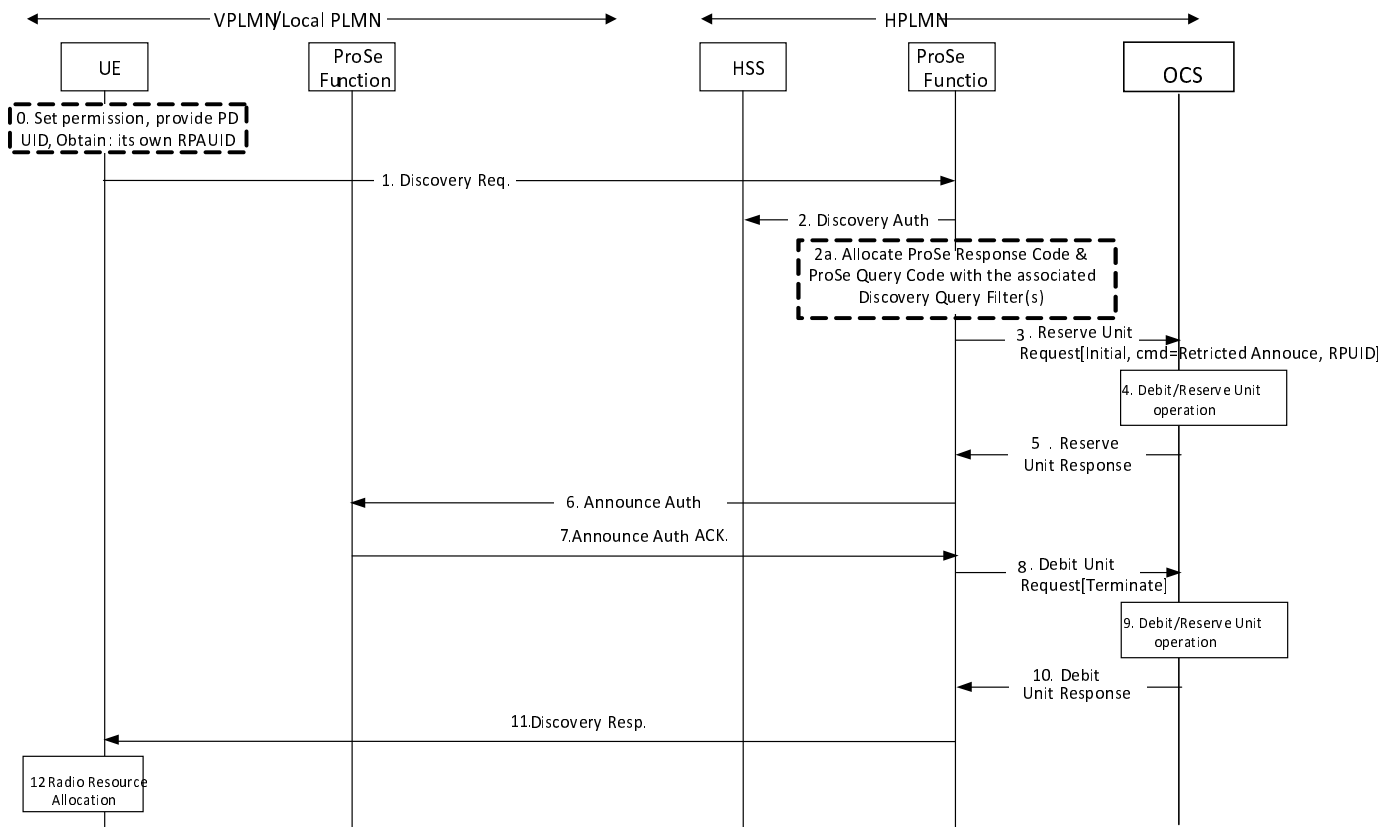 VPLMN/Local PLMN
HPLMN
UE
ProSe
Function
HSS
ProSe
Functio
OCS
0. Set permission, provide PD
UID, Obtain: its own RPAUID
1. Discovery Req.
2. Discovery Auth
2a. Allocate ProSe Response Code &
ProSe Query Code with the associated
Discovery Query Filter(s)
3. Reserve Unit
Request[Initial, cmd=Retricted Annouce, RPUID]
4. Debit/Reserve Unit
operation
5 . Reserve
Unit Response
6. Announce Auth
7.Announce Auth ACK.
8. Debit Unit
Request[Terminate]
9. Debit/Reserve Unit
operation
10. Debit
Unit Response
11.Discovery Resp.
12 Radio Resource
Allocation